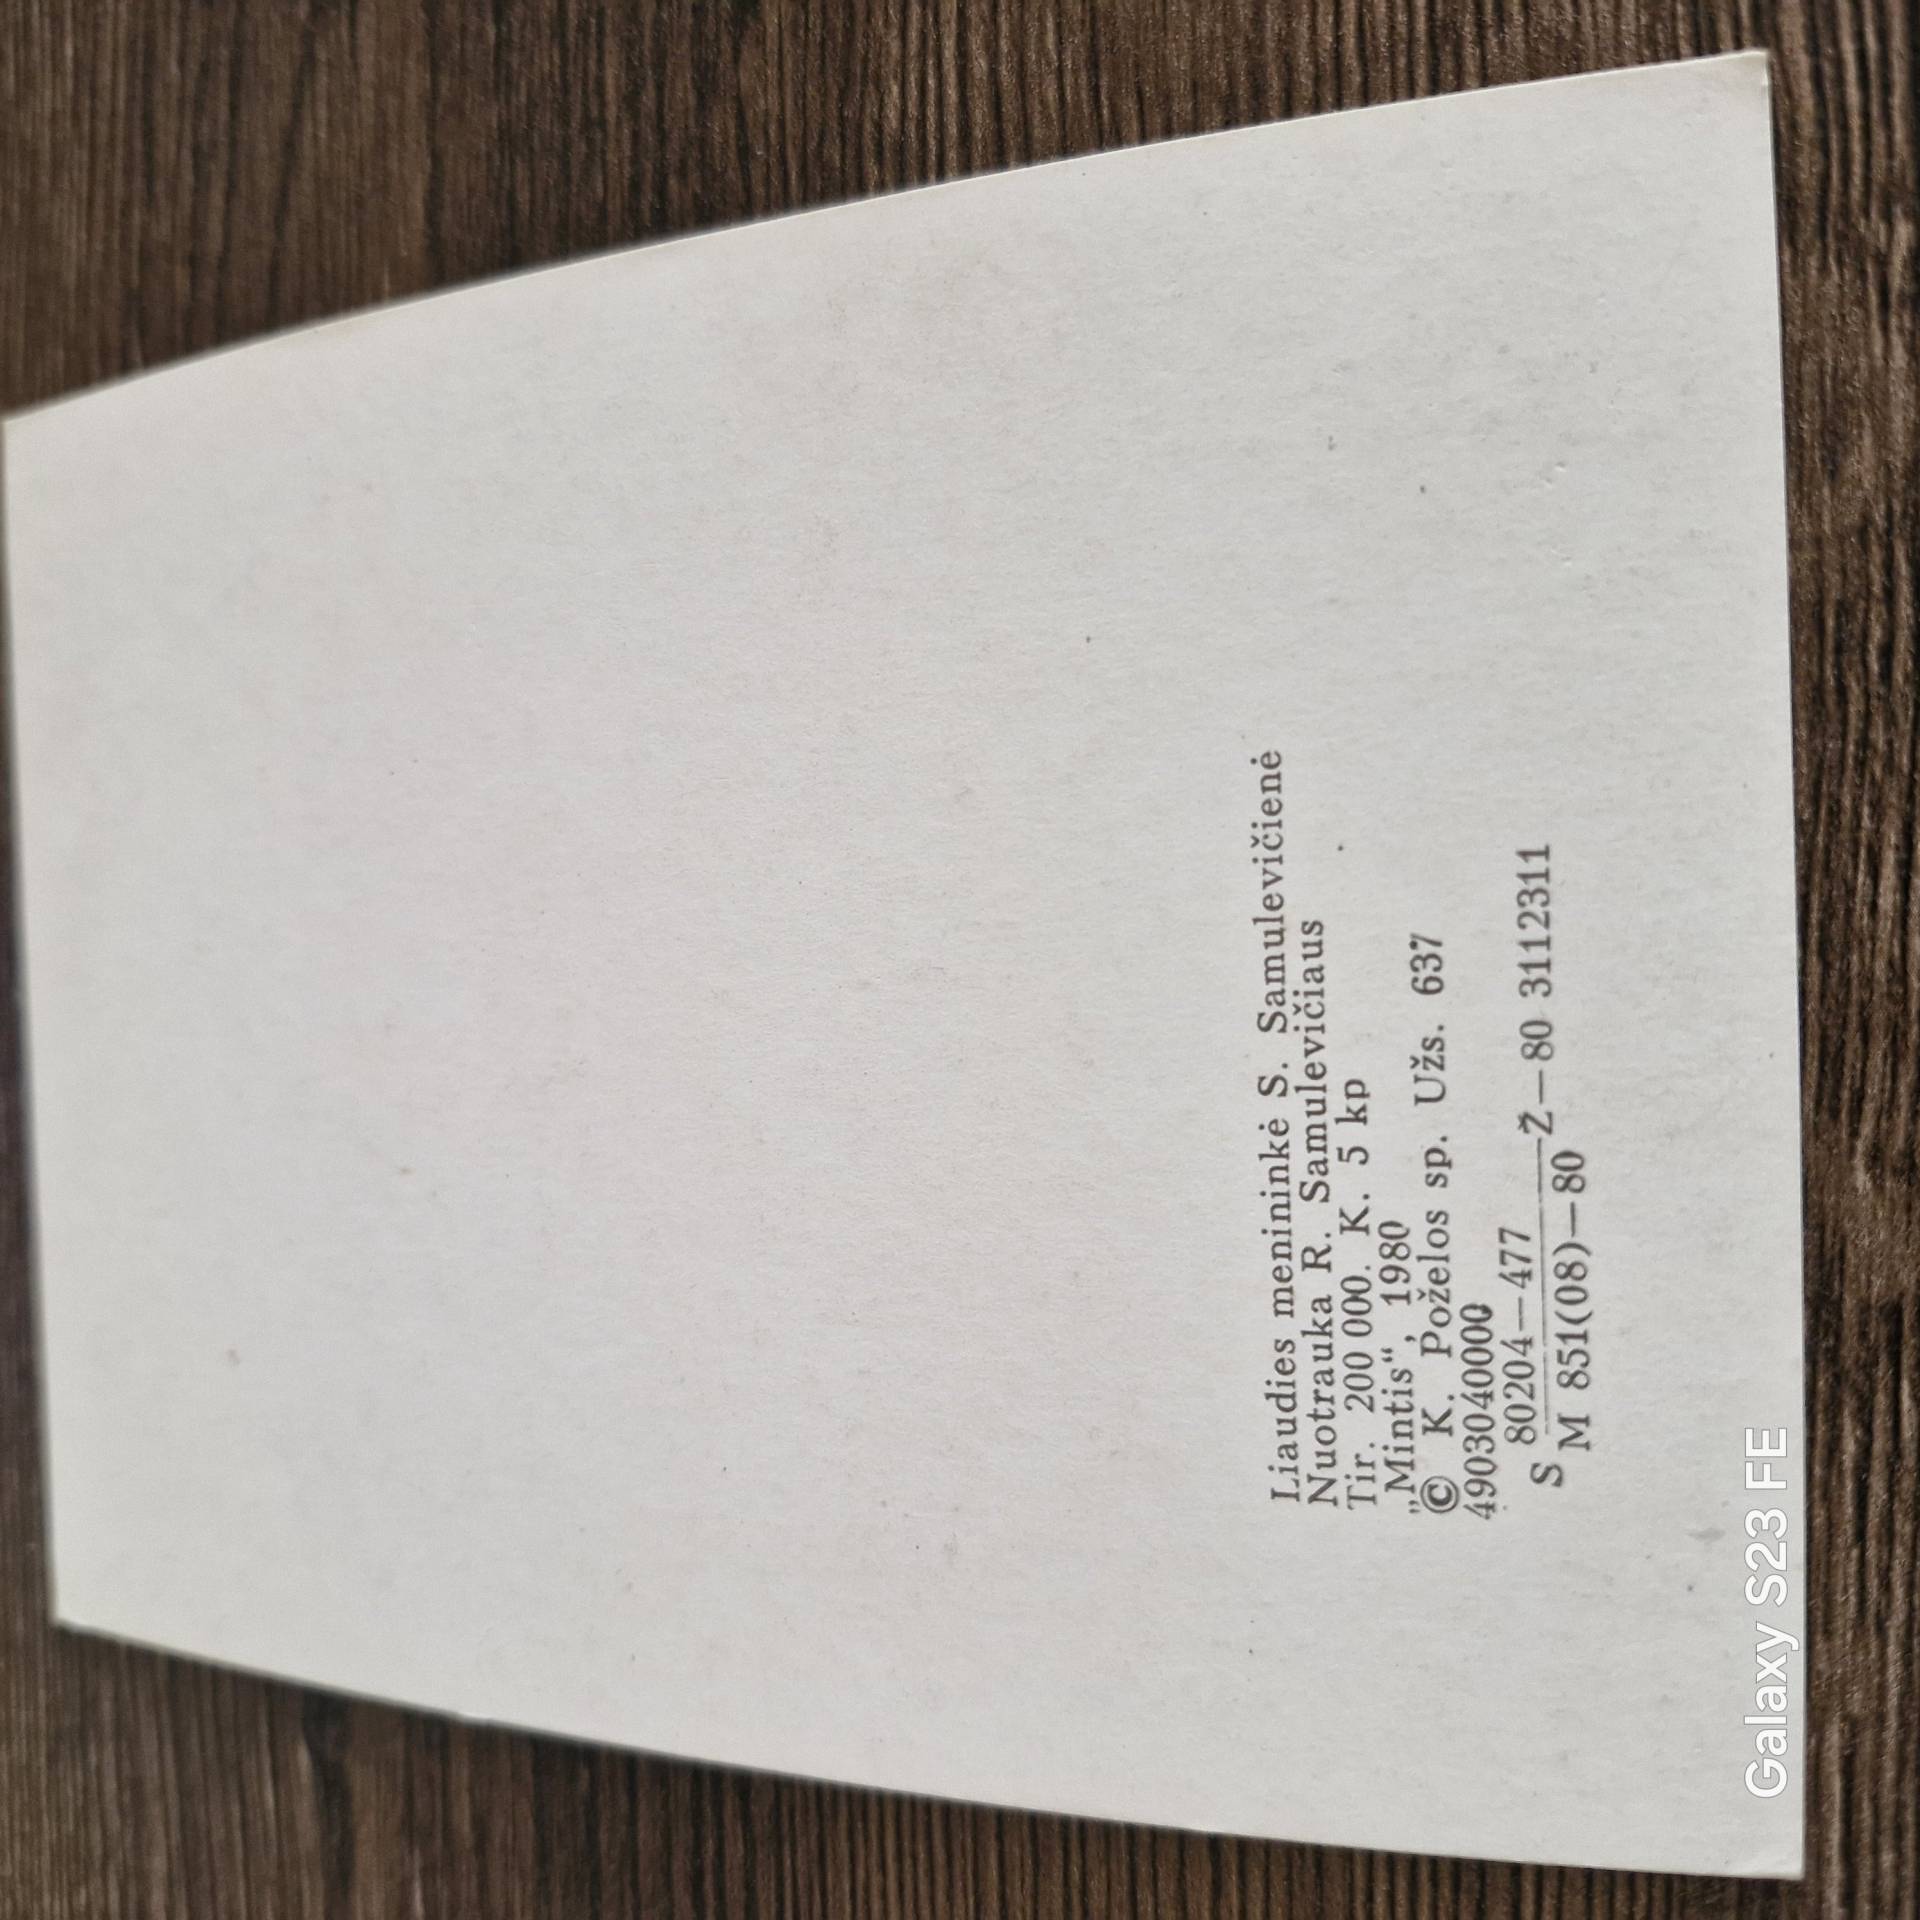 Liaudies menininkė S. Samulevičienė
Nuotrauka R. Samulevičiaus
Tir. 200 000. K. 5 kp
„Mintis“, 1980
© K. Poželos sp. Užs. 637
4903040000
S 80204—477 Ž—80 3112311
M 851(08)—80
Galaxy S23 FE